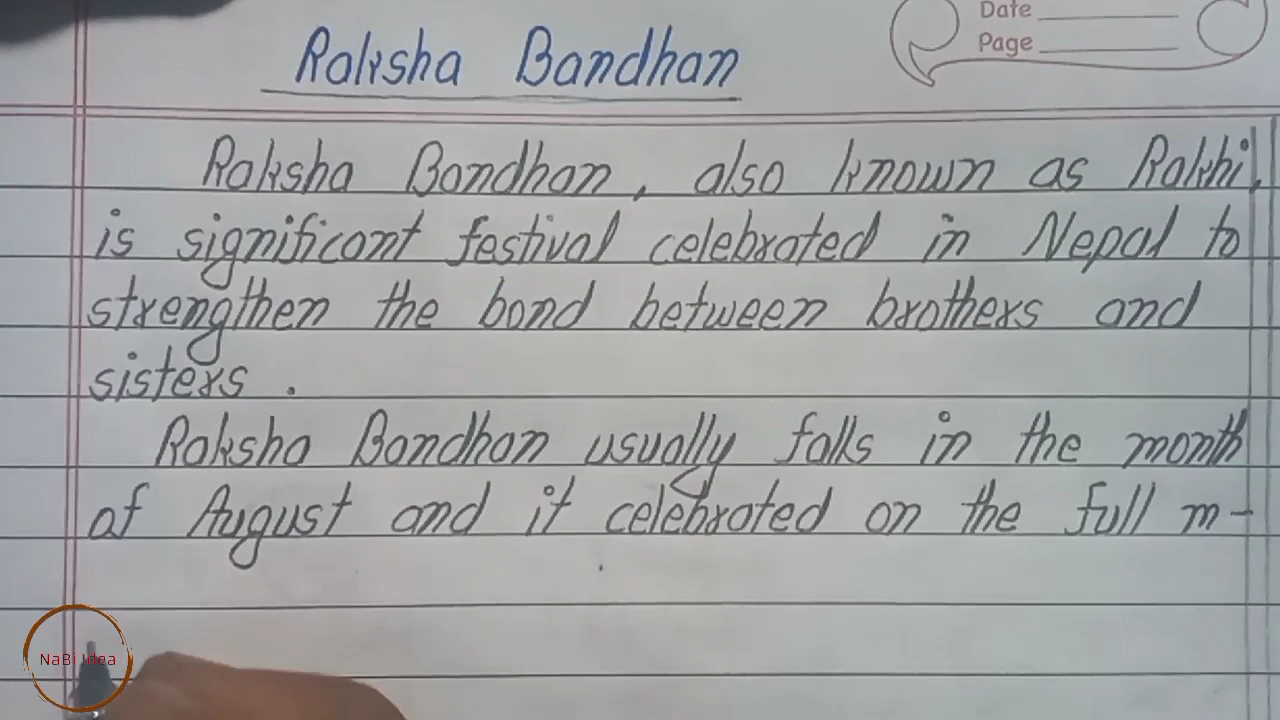 Date
Page
Raksha Bandhan
Raksha Bandhan, also known as Rakhi,
is significant festival celebrated in Nepal to
strengthen the bond between brothers and
sisters.
Raksha Bandhan usually falls in the month
of August and it celebrated on the full m-
NaBi Idea